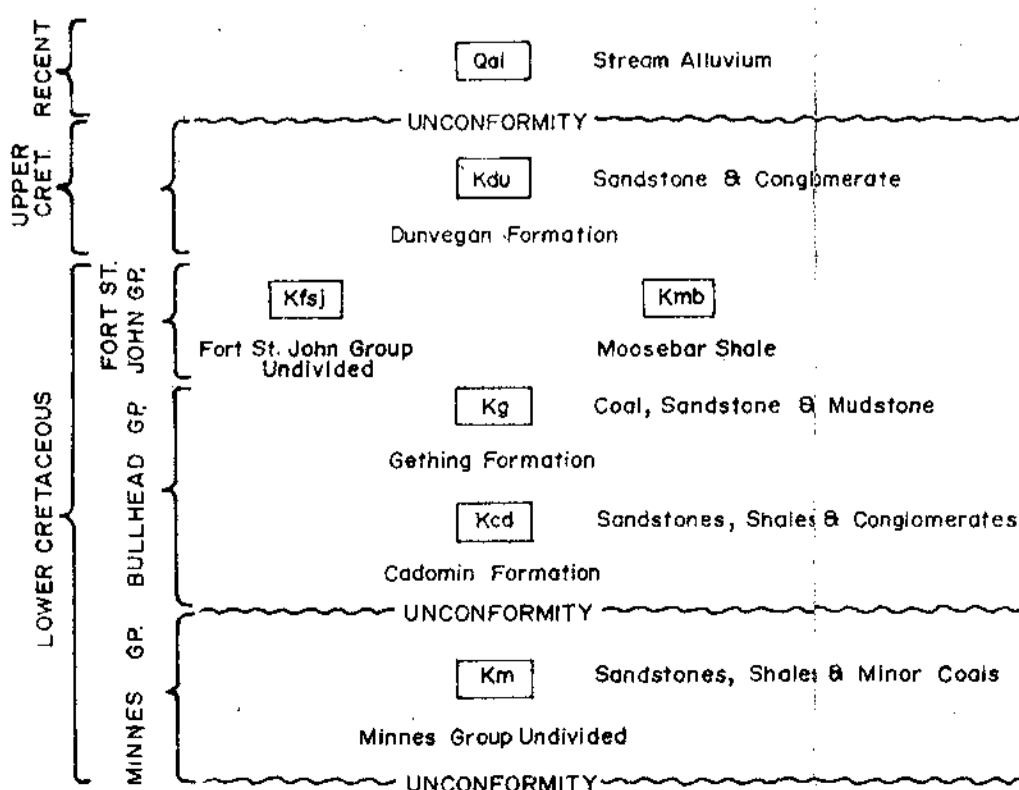 RECENT
Qal Stream Alluvium
UNCONFORMITY
UPPER
CRET.
Kdu Sandstone & Conglomerate
Dunvegan Formation
LOWER CRETACEOUS
FORT ST.
JOHN GP.
Kfsj
Fort St. John Group
Undivided
Kmb
Moosebar Shale
BULLHEAD GP.
Kg Coal, Sandstone & Mudstone
Gething Formation
Kcd Sandstones, Shales & Conglomerates
Cadomin Formation
UNCONFORMITY
MINNES GP.
Km Sandstones, Shales & Minor Coals
Minnes Group Undivided
UNCONFORMITY